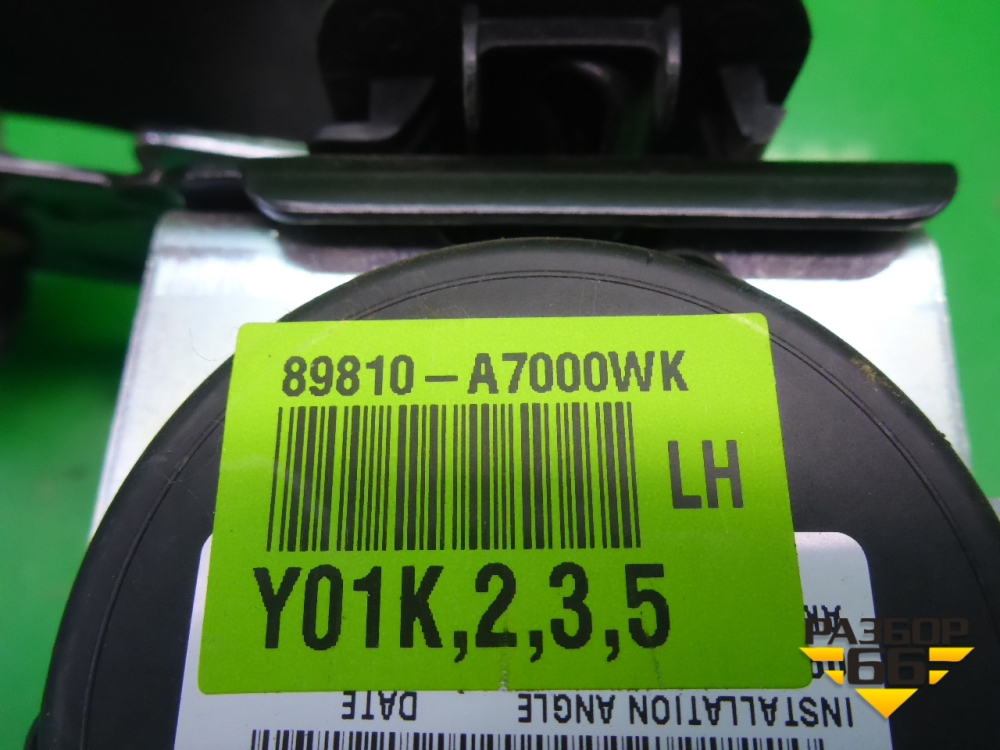 89810-A7000WK
LH
Y01K,2,3,5
INSTALLATION ANGLE
DATE
РАЗБОР
66